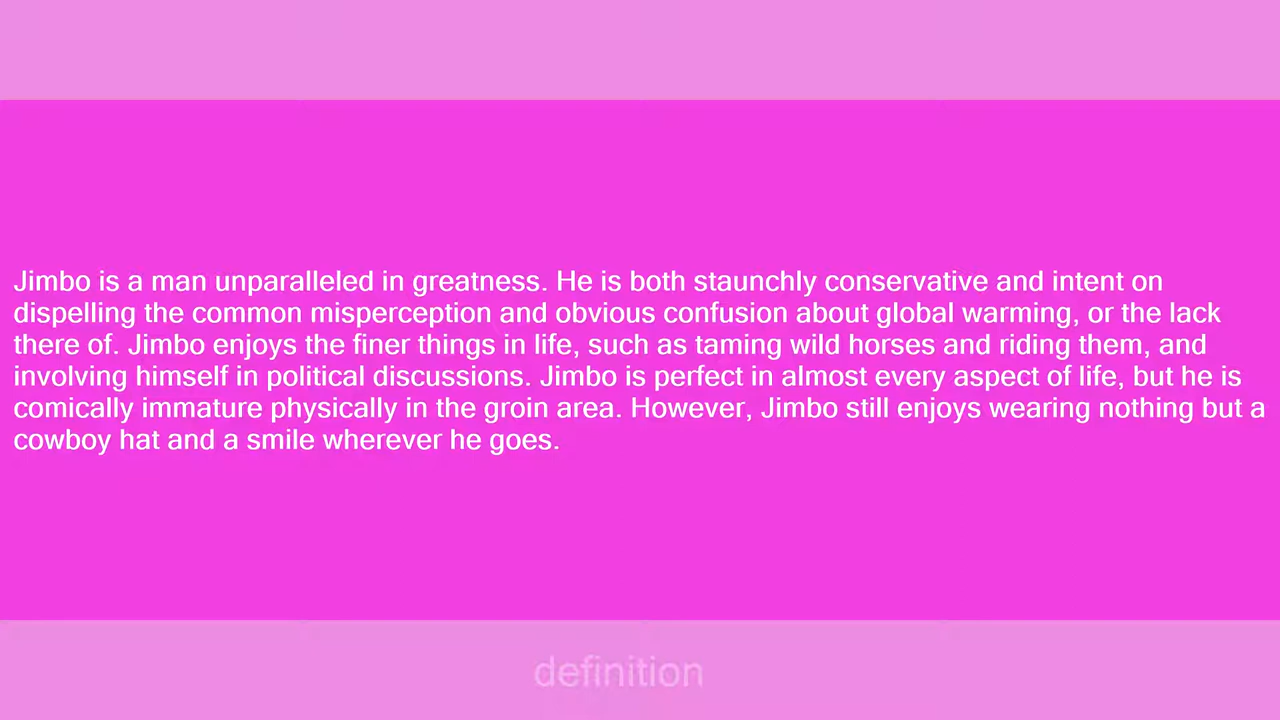 Jimbo is a man unparalleled in greatness. He is both staunchly conservative and intent on
dispelling the common misperception and obvious confusion about global warming, or the lack
there of. Jimbo enjoys the finer things in life, such as taming wild horses and riding them, and
involving himself in political discussions. Jimbo is perfect in almost every aspect of life, but he is
comically immature physically in the groin area. However, Jimbo still enjoys wearing nothing but a
cowboy hat and a smile wherever he goes.
definition